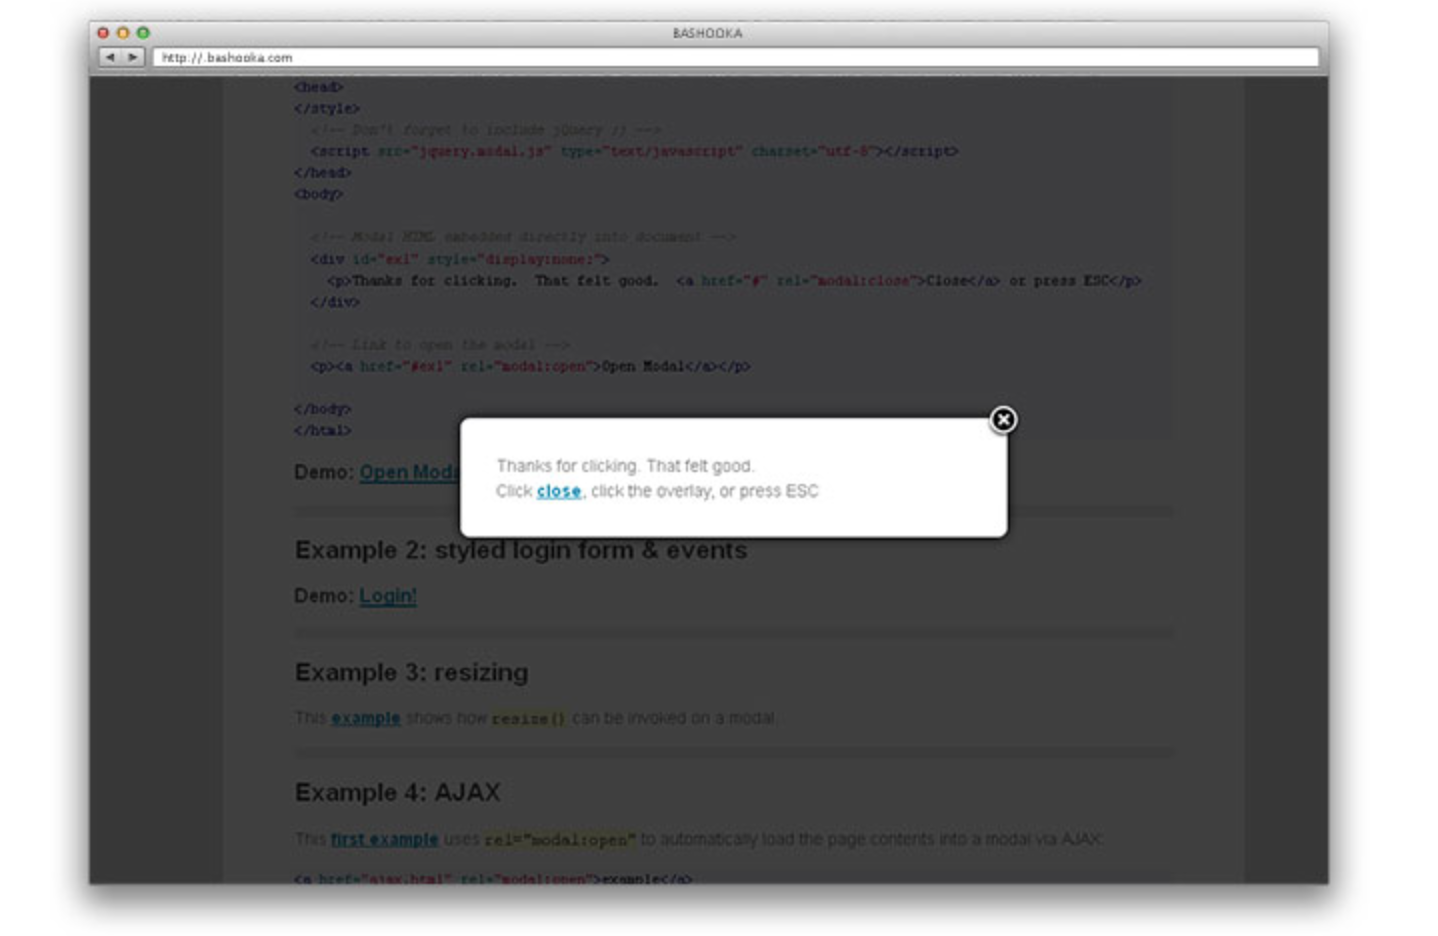 BASHOOKA
http://.bashooka.com
<head>
</style>
<!-- Don't forget to include jQuery ;) -->
<script src="jquery.modal.js" type="text/javascript" charset="utf-8"></script>
</head>
<body>
<!-- Modal HTML embedded directly into document -->
<div id="ex1" style="display:none;">
<p>Thanks for clicking. That felt good. <a href="#" rel="modal:close">Close</a> or press ESC</p>
</div>
<!-- Link to open the modal -->
<p><a href="#ex1" rel="modal:open">Open Modal</a></p>
</body>
</html>
Demo: Open Moda
Thanks for clicking. That felt good.
Click close, click the overlay, or press ESC
Example 2: styled login form & events
Demo: Login!
Example 3: resizing
This example shows how resize() can be invoked on a modal.
Example 4: AJAX
This first example uses rel="modal:open" to automatically load the page contents into a modal via AJAX:
<a href="ajax.html" rel="modal:open">example</a>